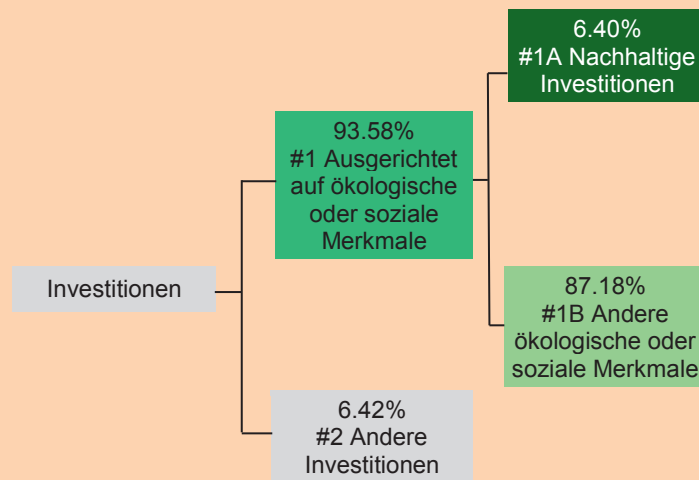 6.40%
#1A Nachhaltige
Investitionen
93.58%
#1 Ausgerichtet
auf ökologische
oder soziale
Merkmale
Investitionen
87.18%
#1B Andere
ökologische oder
soziale Merkmale
6.42%
#2 Andere
Investitionen